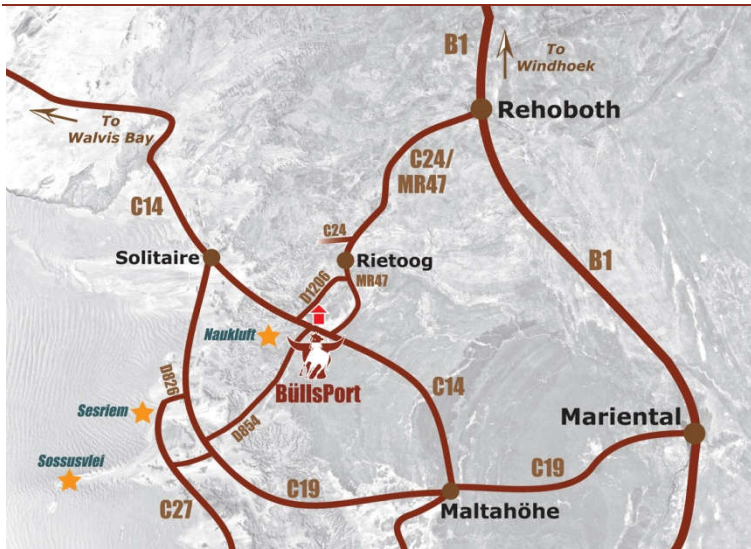 B1
To
Windhoek
Rehoboth
To
Walvis Bay
C24/
MR47
C14
C24
Solitaire
Rietoog
MR47
B1
D1206
Naukluft
BüllsPort
D826
C14
Sesriem
D854
Mariental
Sossusvlei
C19
C19
C27
Maltahöhe